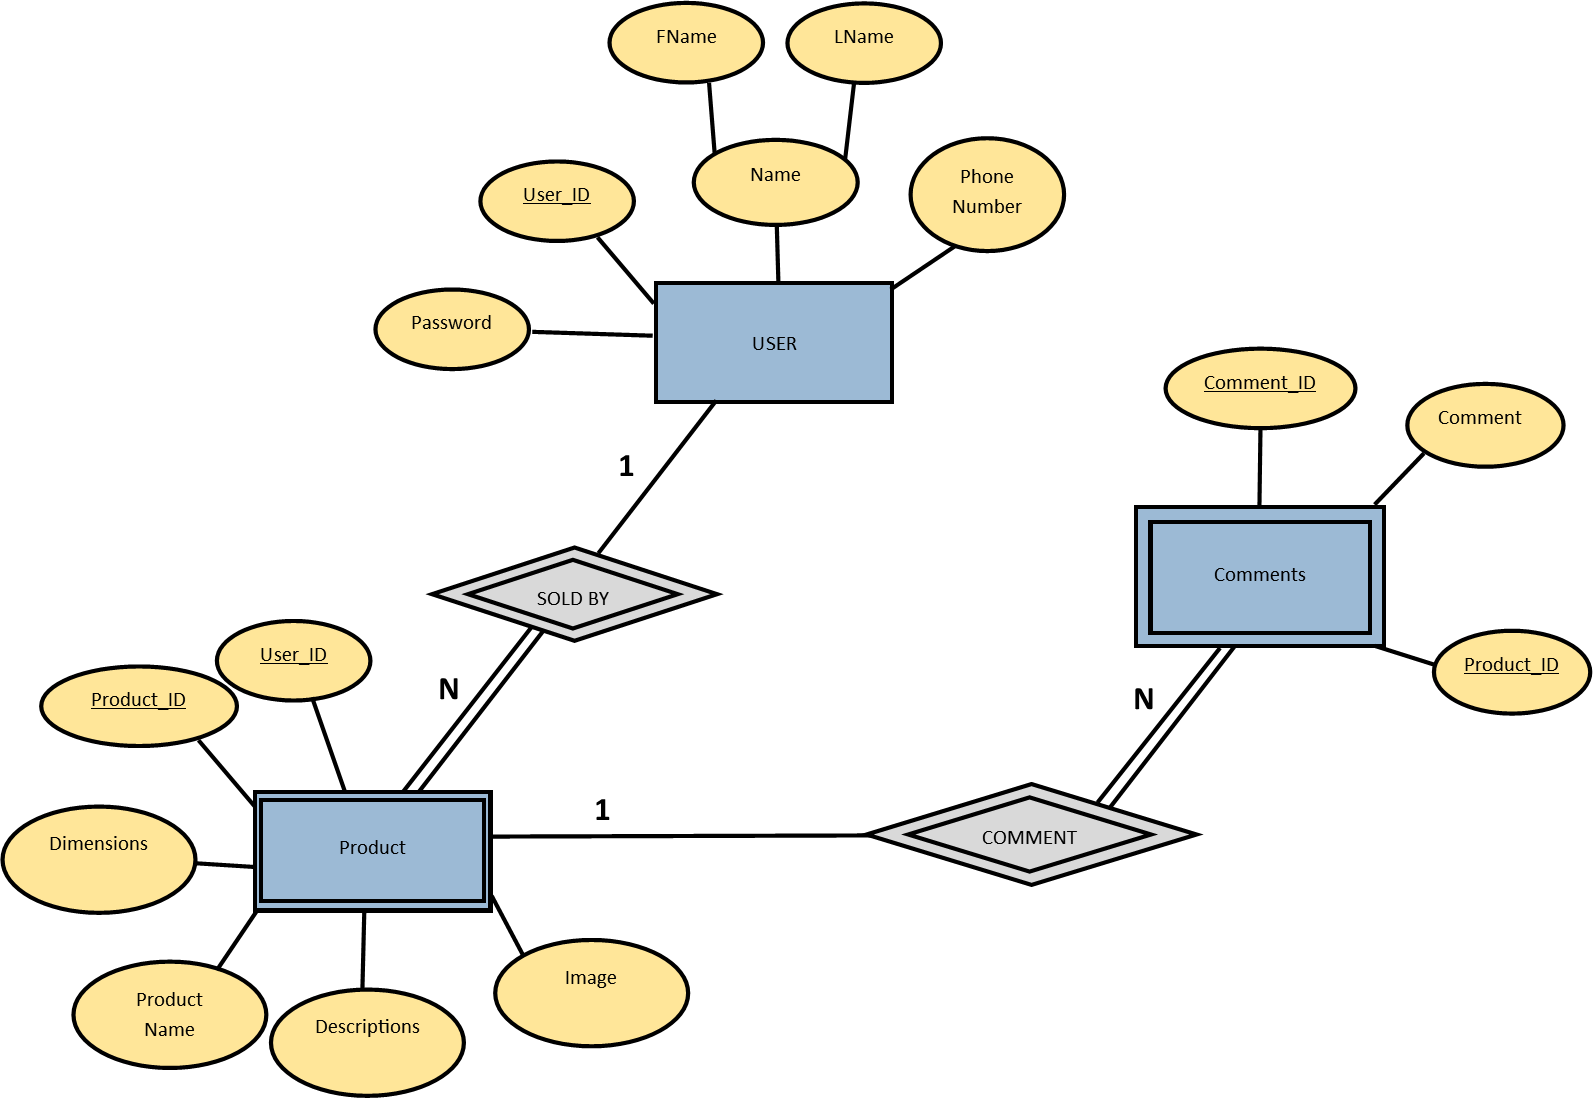 FName
LName
Name
Phone
Number
User_ID
Password
USER
Comment_ID
Comment
1
Comments
SOLD BY
User_ID
Product_ID
N
Product_ID
N
Dimensions
1
Product
COMMENT
Image
Product
Name
Descriptions